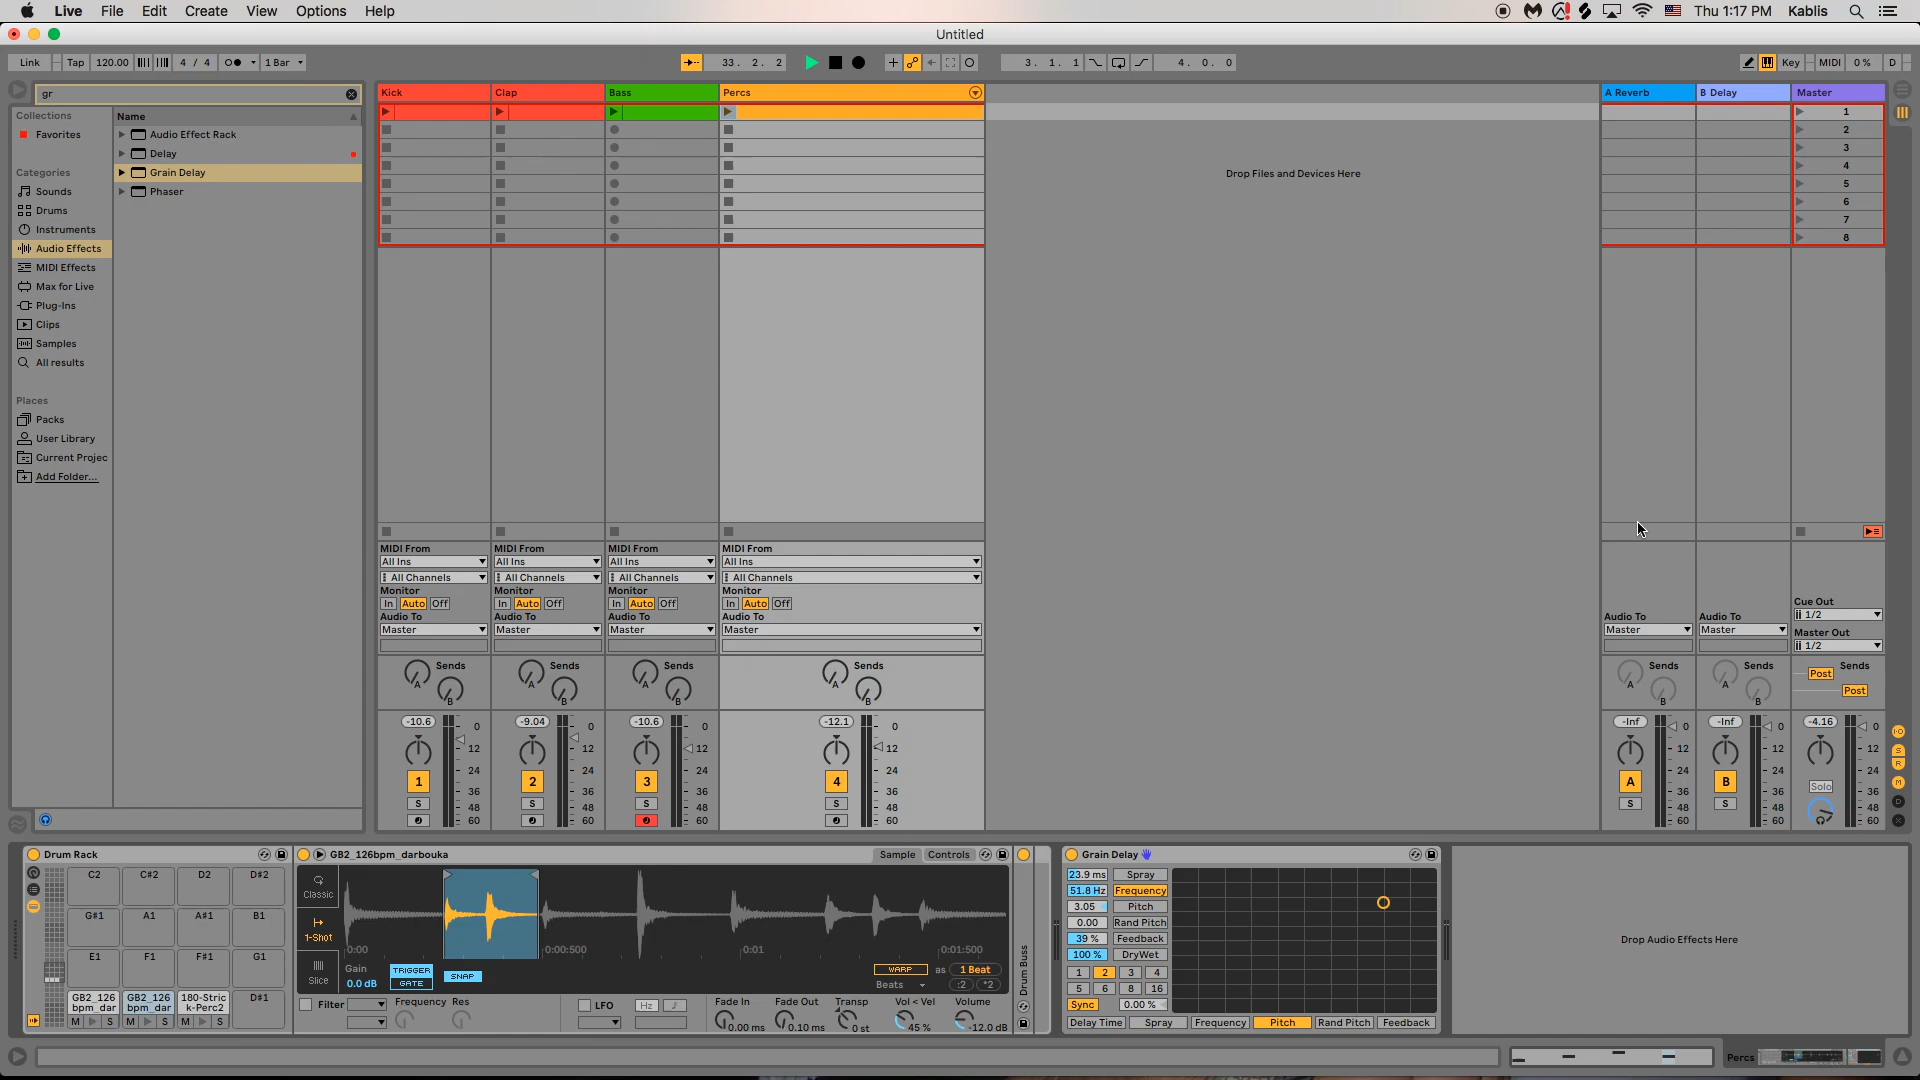 Live File Edit Create View Options Help Thu 1:17 PM Kablis
Untitled
Link Tap 120.00 4 / 4 1 Bar 33. 2. 2 3. 1. 1 4. 0. 0 Key MIDI 0 % D
gr
Collections
Favorites
Categories
Sounds
Drums
Instruments
Audio Effects
MIDI Effects
Max for Live
Plug-Ins
Clips
Samples
All results
Places
Packs
User Library
Current Projec
Add Folder...
Name
Audio Effect Rack
Delay
Grain Delay
Phaser
Kick Clap Bass Percs A Reverb B Delay Master
1
2
3
4
5
6
7
8
Drop Files and Devices Here
MIDI From MIDI From MIDI From MIDI From
All Ins All Ins All Ins All Ins
All Channels All Channels All Channels All Channels
Monitor Monitor Monitor Monitor
In Auto Off In Auto Off In Auto Off In Auto Off
Audio To Audio To Audio To Audio To Audio To Audio To
Master Master Master Master Master Master
Cue Out
1/2
Master Out
1/2
Sends Sends Sends Sends Sends Sends Sends
A A A A A A Post
B B B B B B Post
-10.6 -9.04 -10.6 -12.1 -Inf -Inf -4.16
0 0 0 0 0 0 0
12 12 12 12 12 12 12
24 24 24 24 24 24 24
36 36 36 36 36 36 36
48 48 48 48 48 48 48
60 60 60 60 60 60 60
1 2 3 4 A B Solo
S S S S S S
Drum Rack
C2 C#2 D2 D#2
G#1 A1 A#1 B1
E1 F1 F#1 G1
GB2_126 GB2_126 180-Stric D#1
bpm_dar bpm_dar k-Perc2
M S M S M S
GB2_126bpm_darbouka Sample Controls
Classic
1-Shot
Slice
0:00 0:00:500 0:01 0:01:500
Gain
0.0 dB
TRIGGER
GATE
SNAP
WARP as 1 Beat
Beats :2 *2
Filter Frequency Res LFO Hz
Fade In Fade Out Transp Vol < Vel Volume
0.00 ms 0.10 ms 0 st 45 % -12.0 dB
Drum Buss
Grain Delay
23.9 ms Spray
51.8 Hz Frequency
3.05 Pitch
0.00 Rand Pitch
39 % Feedback
100 % DryWet
1 2 3 4
5 6 8 16
Sync 0.00 %
Delay Time Spray Frequency Pitch Rand Pitch Feedback
Drop Audio Effects Here
Percs